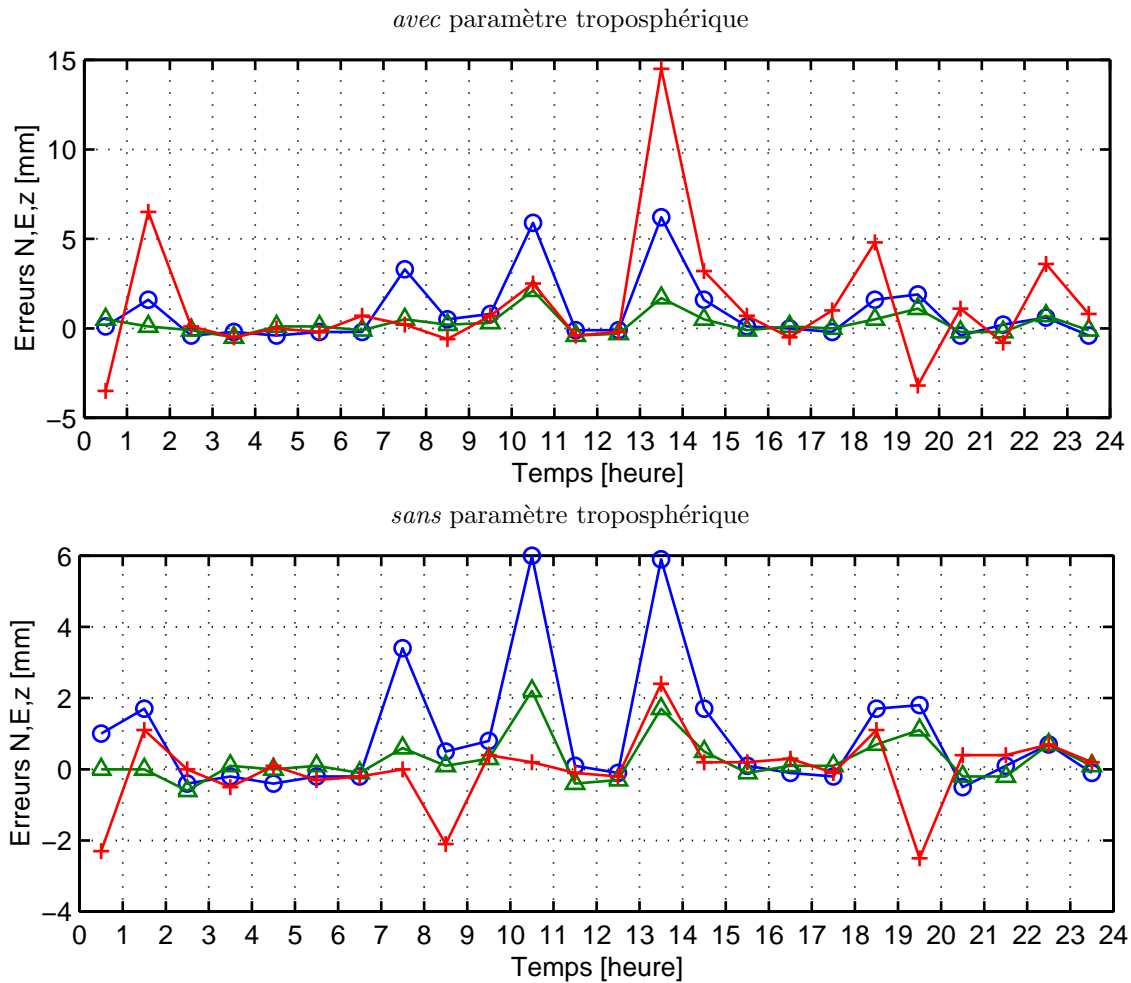 avec paramètre troposphérique
15
10
5
0
−5
Erreurs N,E,z [mm]
0 1 2 3 4 5 6 7 8 9 10 11 12 13 14 15 16 17 18 19 20 21 22 23 24
Temps [heure]
sans paramètre troposphérique
6
4
2
0
−2
−4
Erreurs N,E,z [mm]
0 1 2 3 4 5 6 7 8 9 10 11 12 13 14 15 16 17 18 19 20 21 22 23 24
Temps [heure]